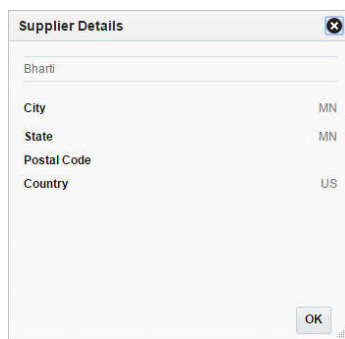 Supplier Details
Bharti
City MN
State MN
Postal Code
Country US
OK